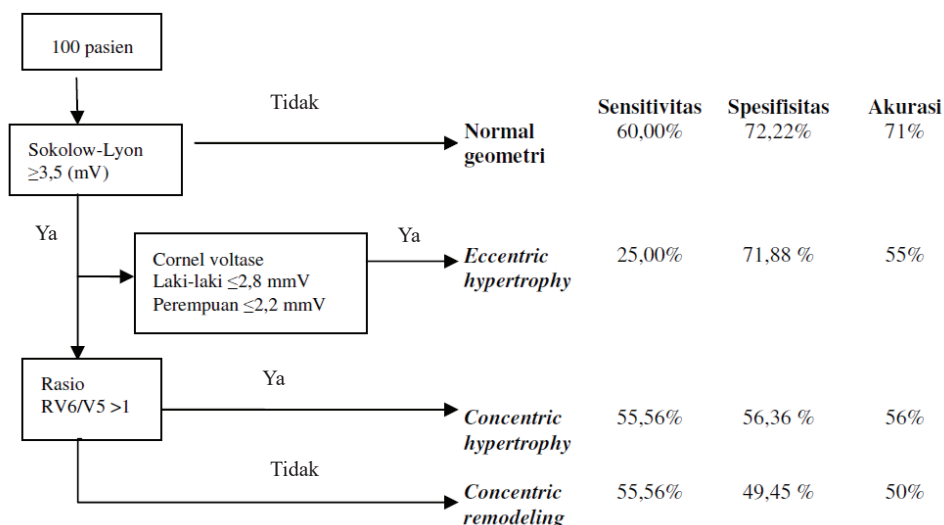 100 pasien
Tidak
Sensitivitas Spesifisitas Akurasi
Sokolow-Lyon
≥3,5 (mV)
Normal
geometri
60,00% 72,22% 71%
Ya
Cornel voltase
Laki-laki ≤2,8 mmV
Perempuan ≤2,2 mmV
Ya
Eccentric
hypertrophy
25,00% 71,88 % 55%
Rasio
RV6/V5 >1
Ya
Concentric
hypertrophy
55,56% 56,36 % 56%
Tidak
Concentric
remodeling
55,56% 49,45 % 50%